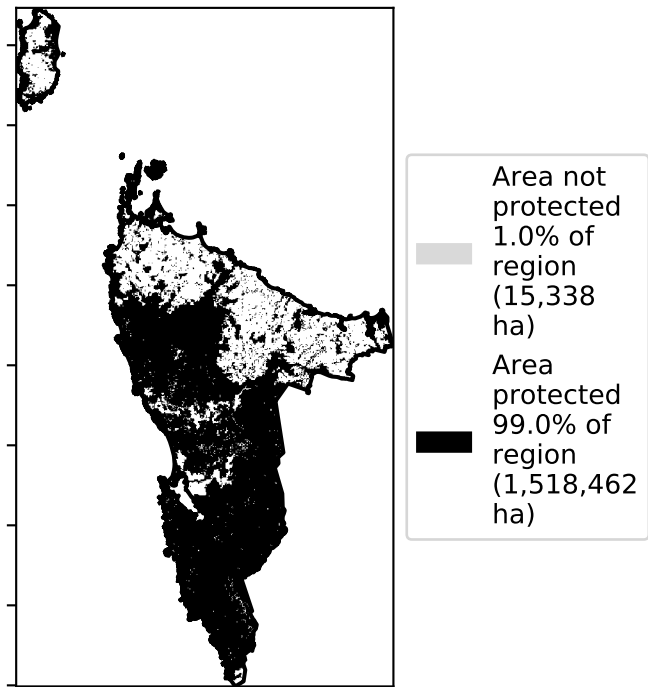 Area not
protected
1.0% of
region
(15,338
ha)
Area
protected
99.0% of
region
(1,518,462
ha)